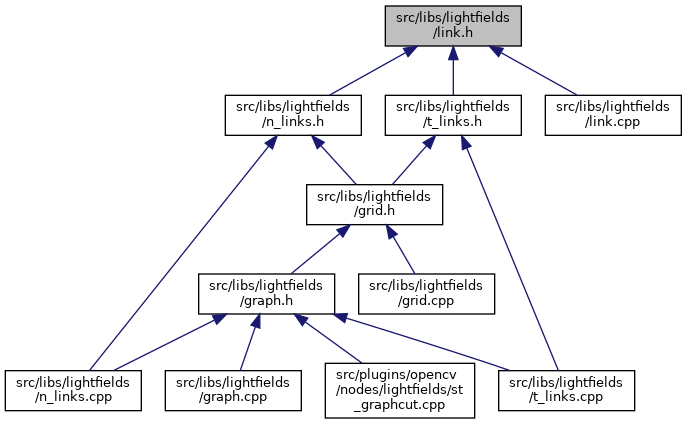 src/libs/lightfields
/link.h
src/libs/lightfields
/n_links.h
src/libs/lightfields
/t_links.h
src/libs/lightfields
/link.cpp
src/libs/lightfields
/grid.h
src/libs/lightfields
/graph.h
src/libs/lightfields
/grid.cpp
src/libs/lightfields
/n_links.cpp
src/libs/lightfields
/graph.cpp
src/plugins/opencv
/nodes/lightfields/st
_graphcut.cpp
src/libs/lightfields
/t_links.cpp